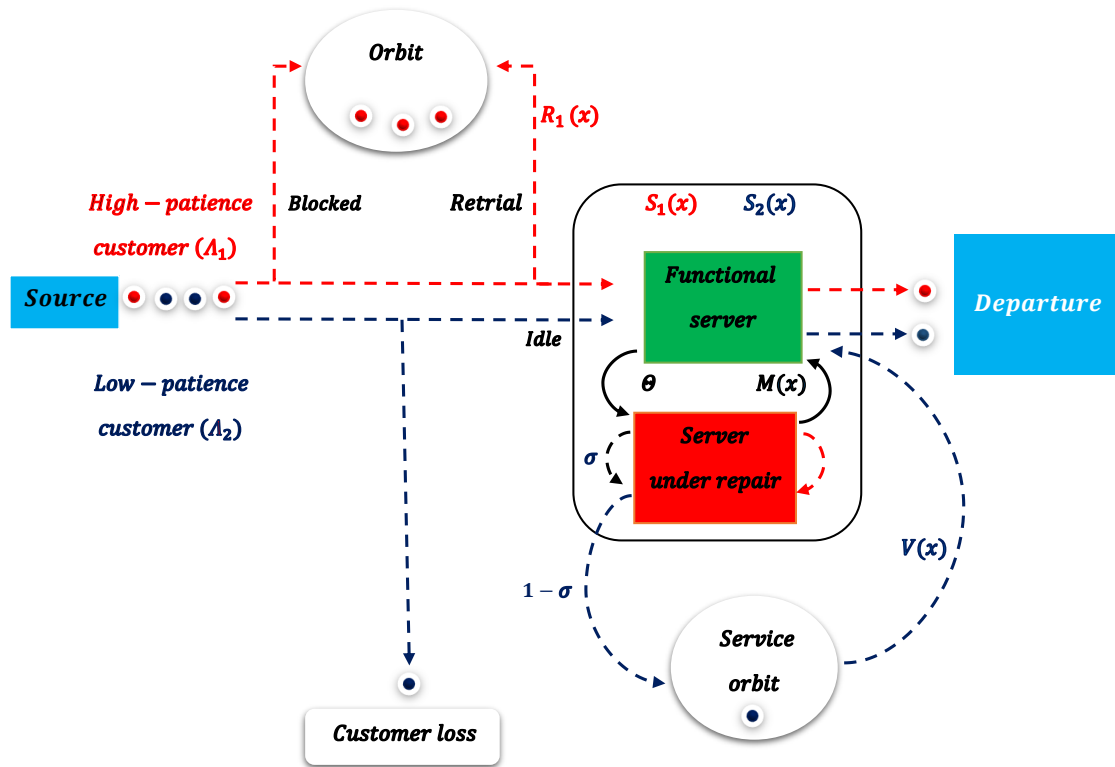 Orbit
R₁ (x)
High – patience
customer (Λ₁)
Blocked
Retrial
S₁(x)
S₂(x)
Source
Functional
server
Departure
Idle
Low – patience
customer (Λ₂)
Θ
M(x)
σ
Server
under repair
1 – σ
V(x)
Service
orbit
Customer loss